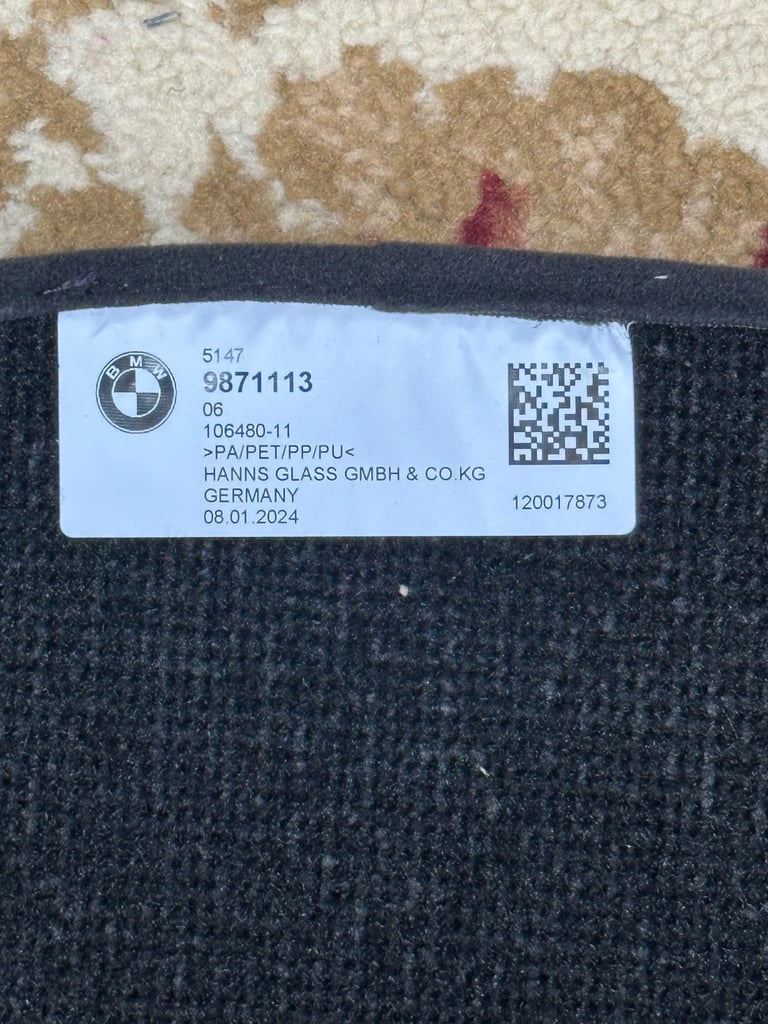 BMW
5147
9871113
06
106480-11
>PA/PET/PP/PU<
HANNS GLASS GMBH & CO.KG
GERMANY
08.01.2024
120017873